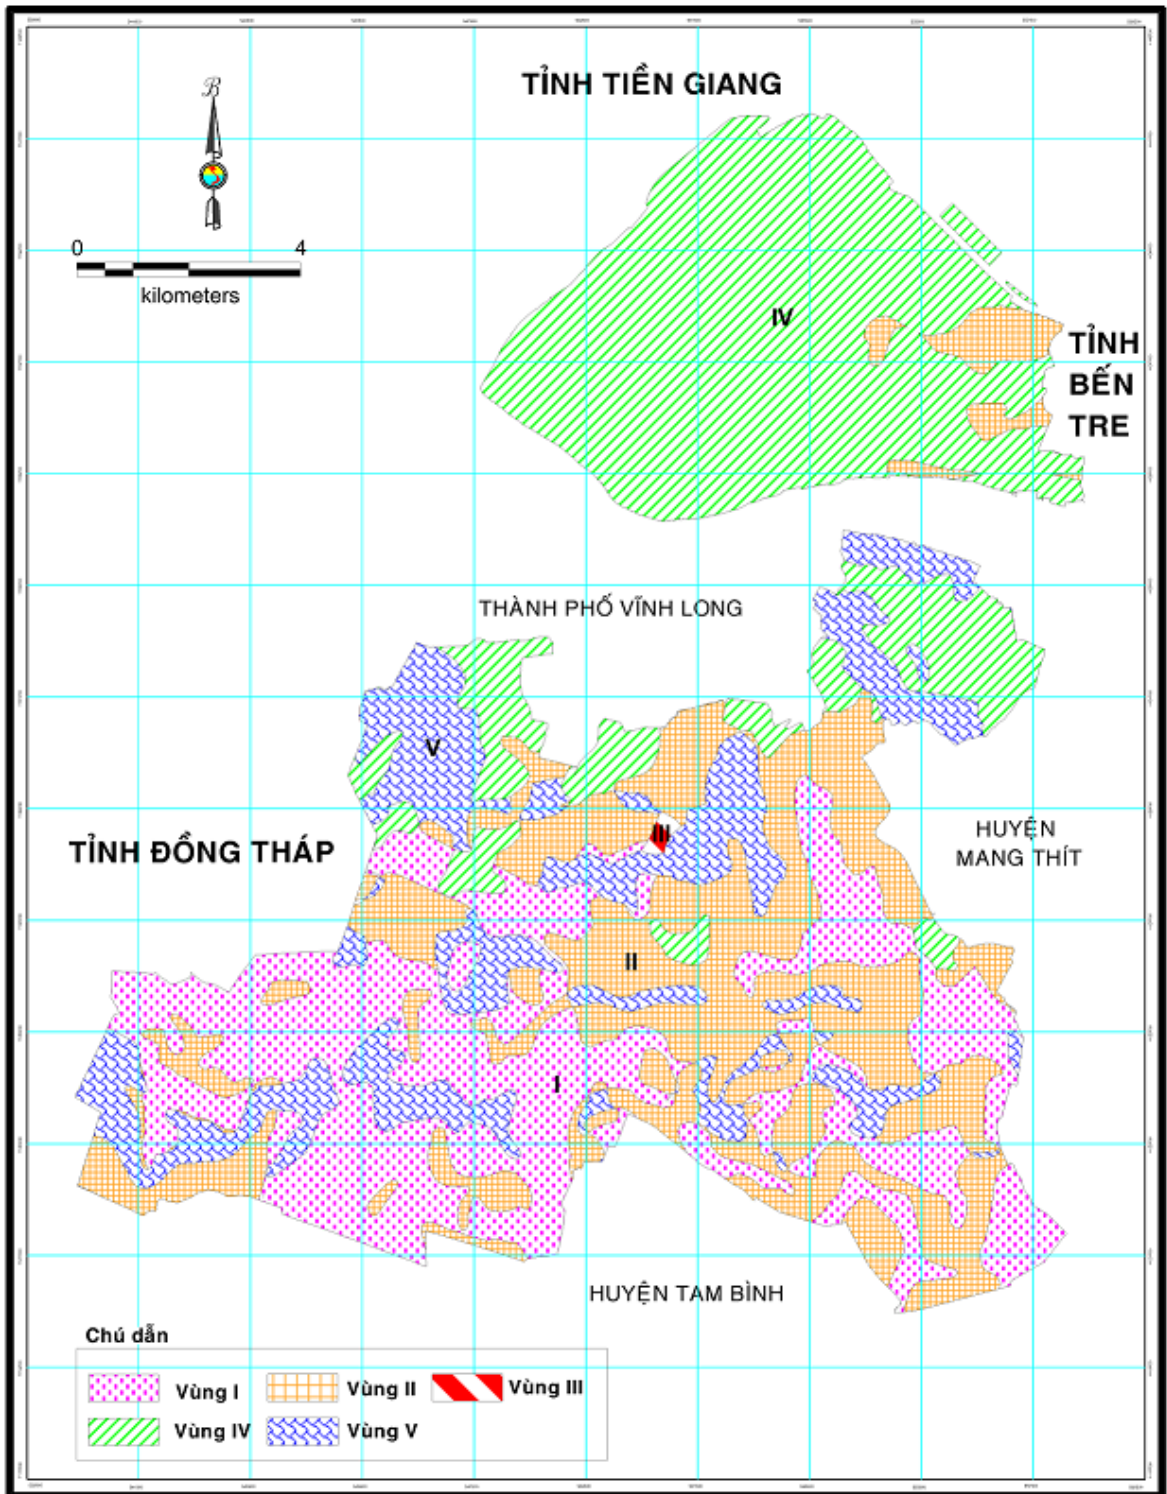 TỈNH TIỀN GIANG
B
0 4
kilometers
IV
TỈNH
BẾN
TRE
THÀNH PHỐ VĨNH LONG
V
III
TỈNH ĐỒNG THÁP
HUYỆN
MANG THÍT
II
I
HUYỆN TAM BÌNH
Chú dẫn
Vùng I Vùng II Vùng III
Vùng IV Vùng V